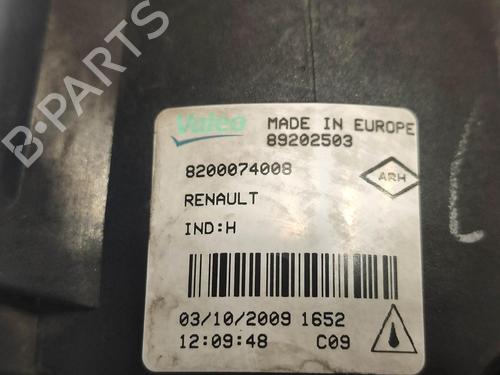 B-PARTS
Valeo MADE IN EUROPE
89202503
8200074008
ARH
RENAULT
IND:H
03/10/2009 1652
12:09:48 C09